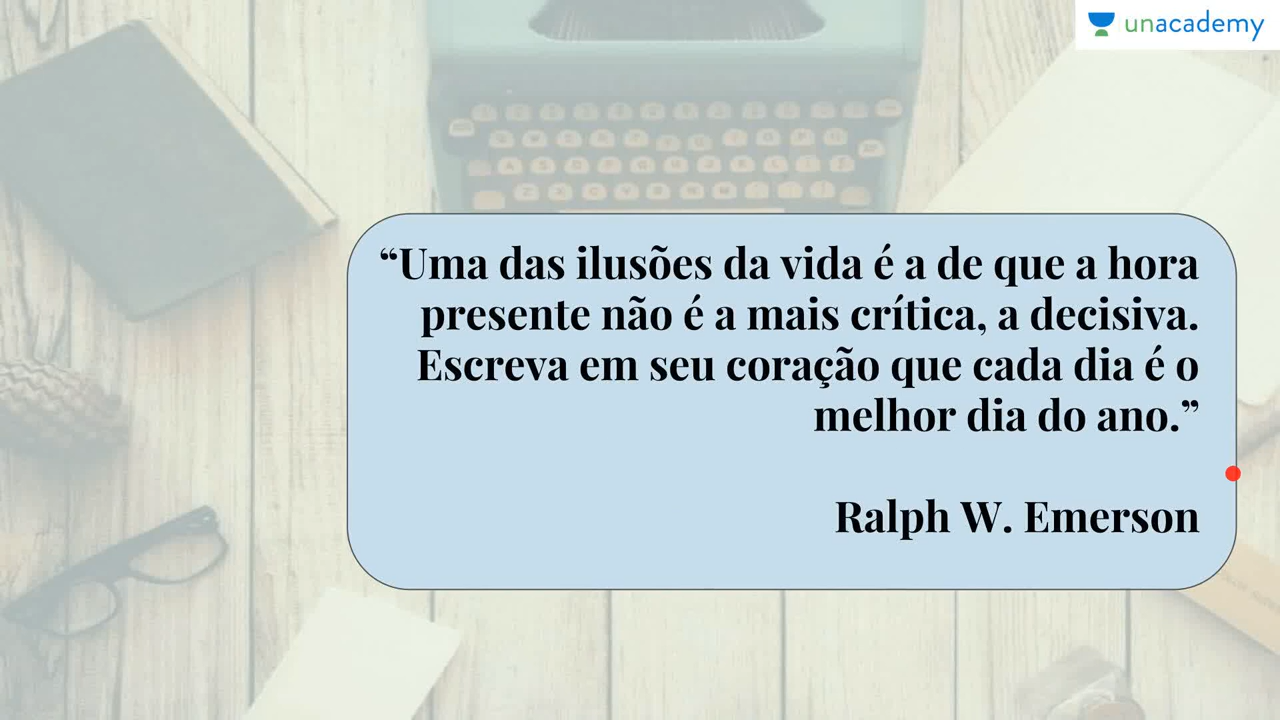 unacademy
“Uma das ilusões da vida é a de que a hora
presente não é a mais crítica, a decisiva.
Escreva em seu coração que cada dia é o
melhor dia do ano.”
Ralph W. Emerson